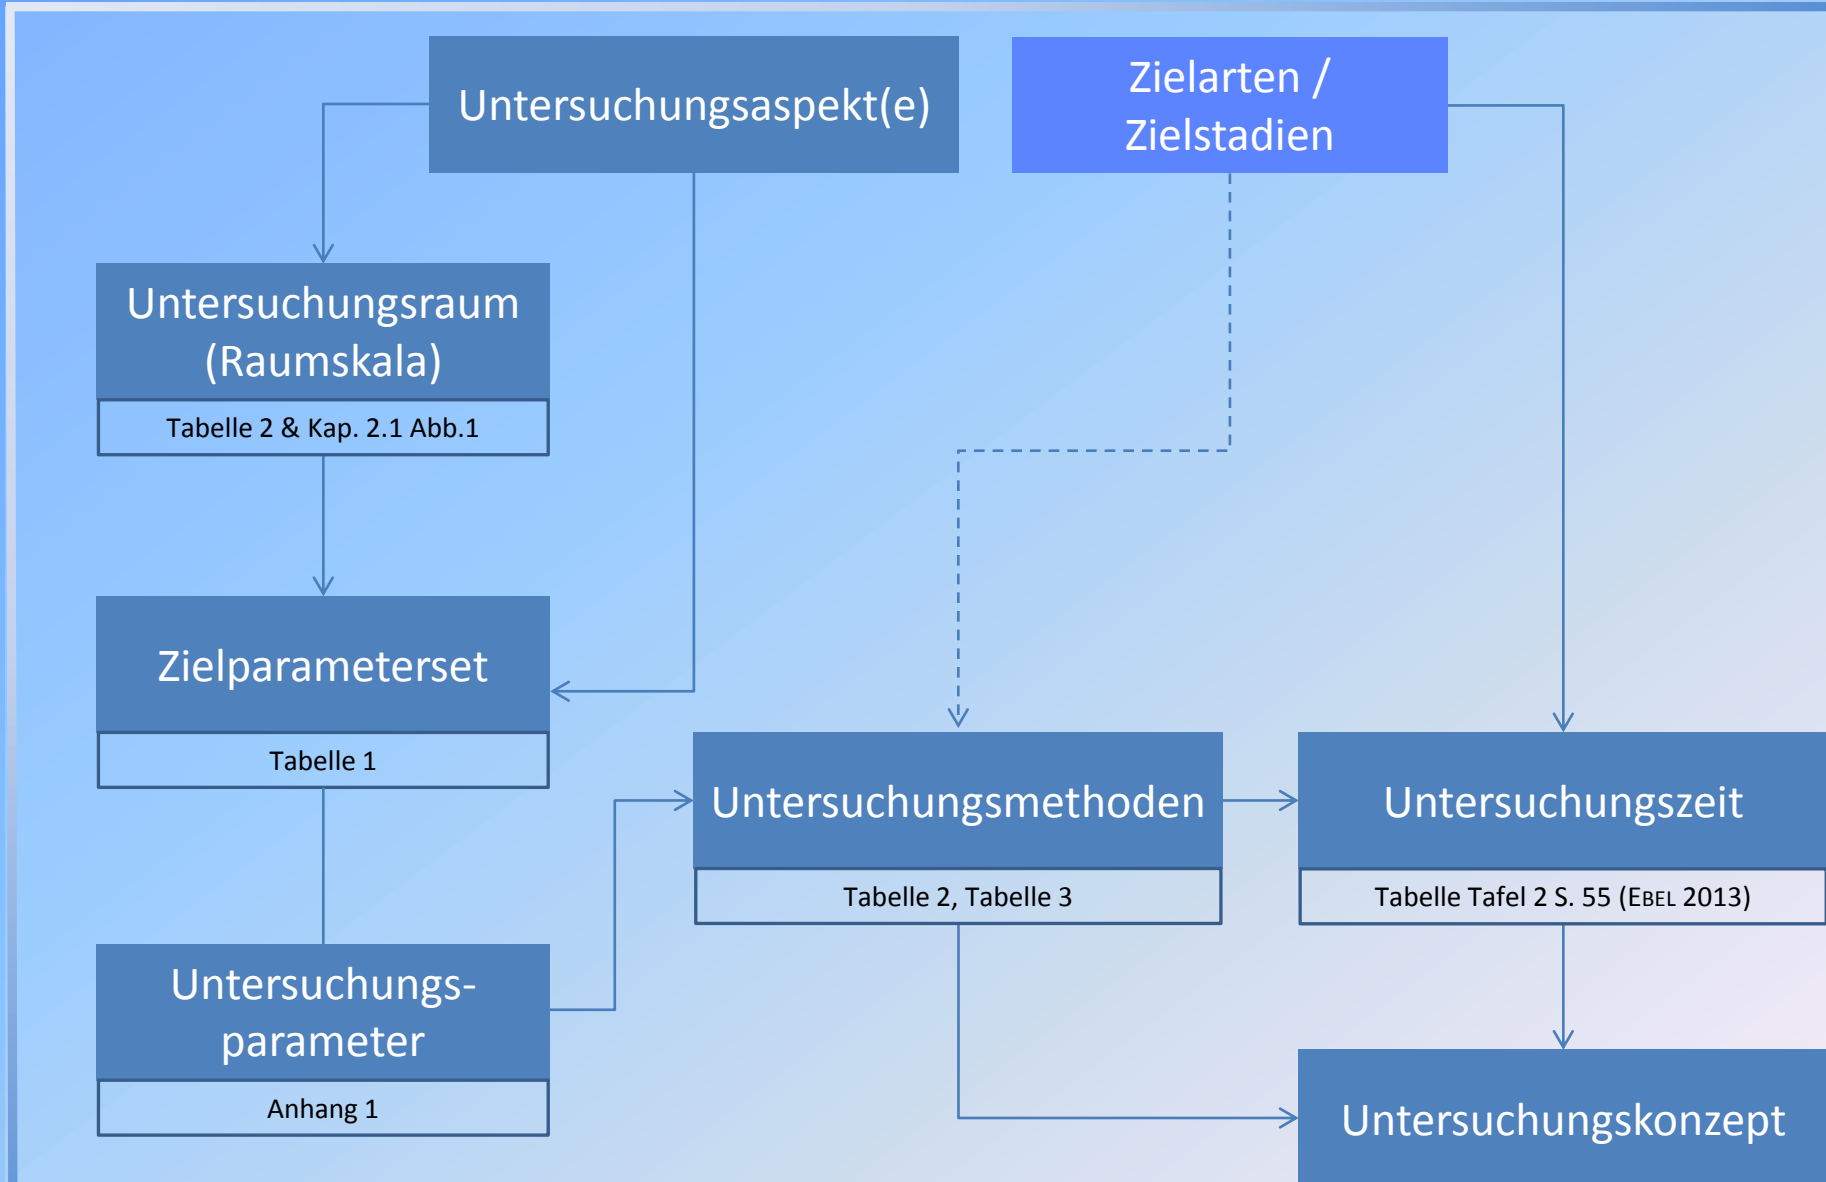 Untersuchungsaspekt(e)
Zielarten /
Zielstadien
Untersuchungsraum
(Raumskala)
Tabelle 2 & Kap. 2.1 Abb.1
Zielparameterset
Tabelle 1
Untersuchungsmethoden
Tabelle 2, Tabelle 3
Untersuchungszeit
Tabelle Tafel 2 S. 55 (EBEL 2013)
Untersuchungs-
parameter
Anhang 1
Untersuchungskonzept